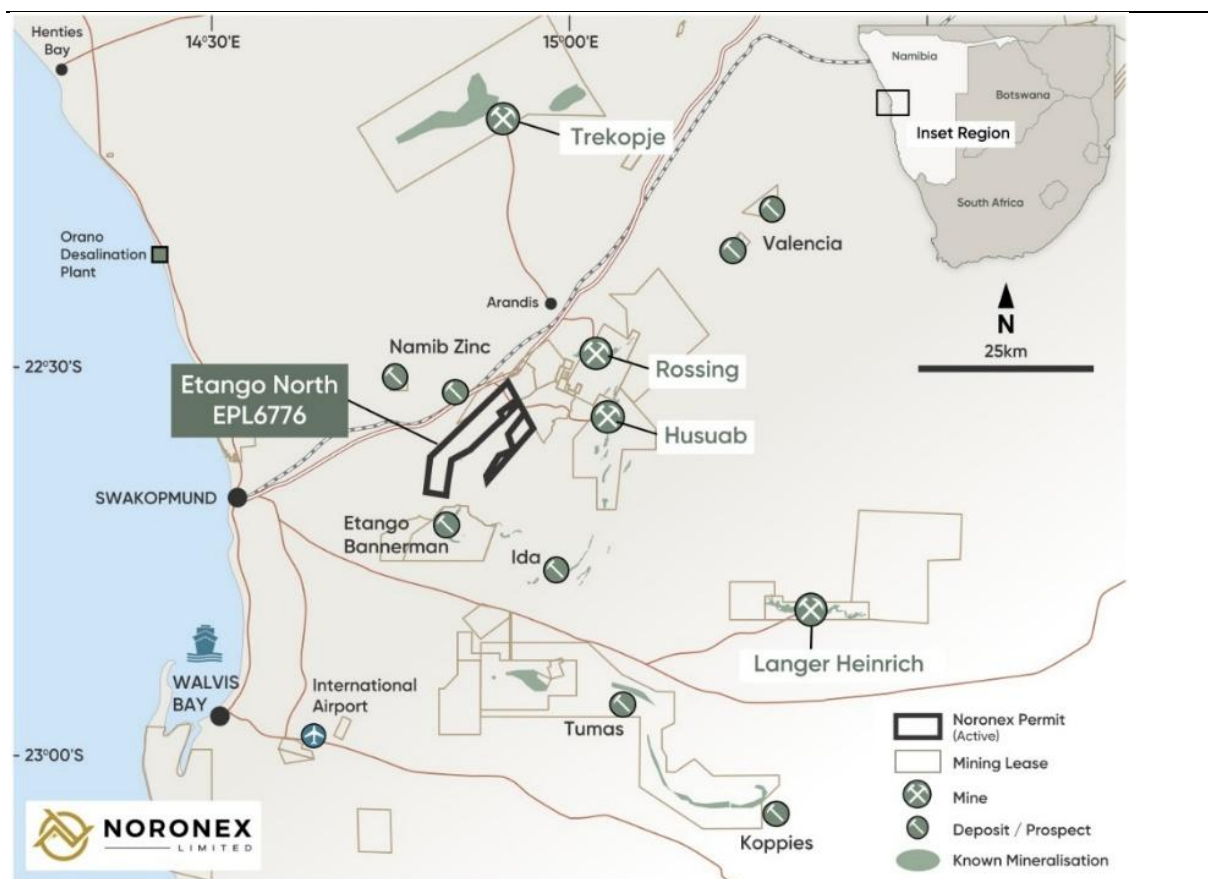 Henties
Bay
14°30'E
15°00'E
Namibia
Botswana
Inset Region
South Africa
Trekopje
Orano
Desalination
Plant
Valencia
Arandis
N
25km
22°30'S
Namib Zinc
Rossing
Etango North
EPL6776
Husuab
SWAKOPMUND
Etango
Bannerman
Ida
Langer Heinrich
WALVIS
BAY
International
Airport
Tumas
23°00'S
Koppies
Noronex Permit
(Active)
Mining Lease
Mine
Deposit / Prospect
Known Mineralisation
NORONEX
LIMITED